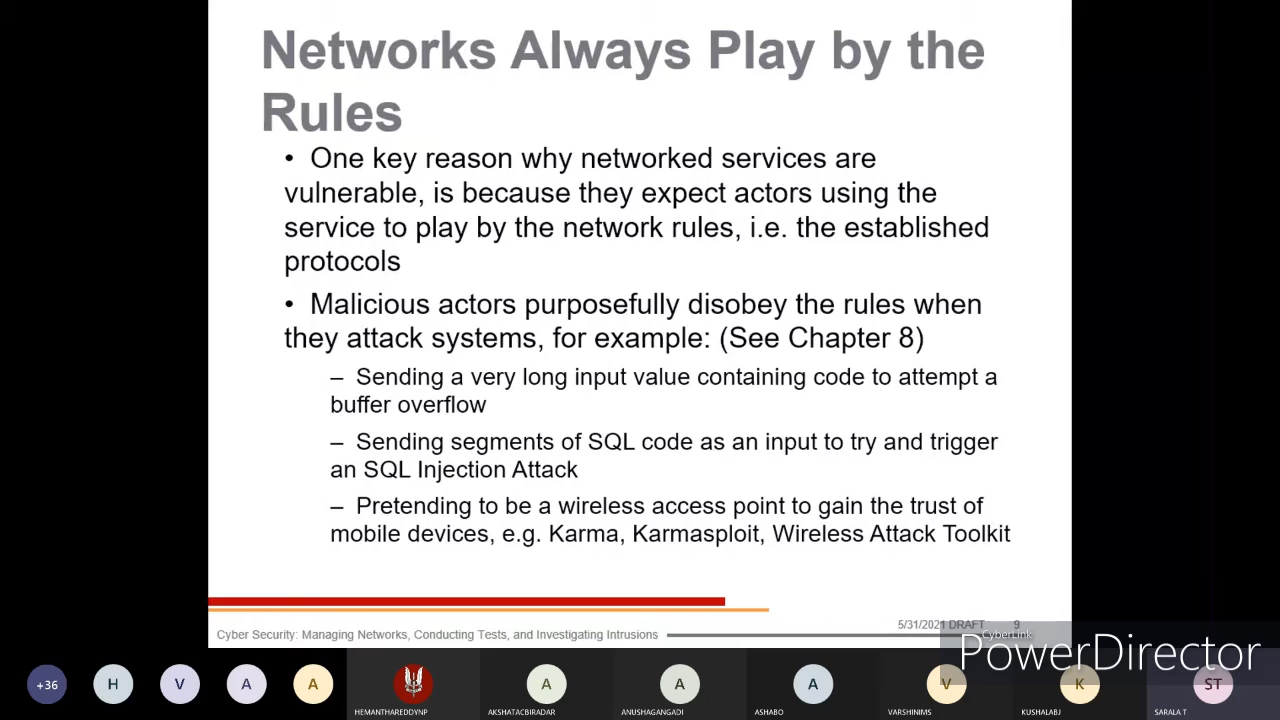 Networks Always Play by the
Rules
• One key reason why networked services are
vulnerable, is because they expect actors using the
service to play by the network rules, i.e. the established
protocols
• Malicious actors purposefully disobey the rules when
they attack systems, for example: (See Chapter 8)
– Sending a very long input value containing code to attempt a
buffer overflow
– Sending segments of SQL code as an input to try and trigger
an SQL Injection Attack
– Pretending to be a wireless access point to gain the trust of
mobile devices, e.g. Karma, Karmasploit, Wireless Attack Toolkit
5/31/2021 DRAFT 9
Cyber Security: Managing Networks, Conducting Tests, and Investigating Intrusions
CyberLink
PowerDirector
+36 H V A A A A A V K ST
HEMANTHAREDDYNP AKSHATACBIRADAR ANUSHAGANGADI ASHABO VARSHINIMS KUSHALABJ SARALA T